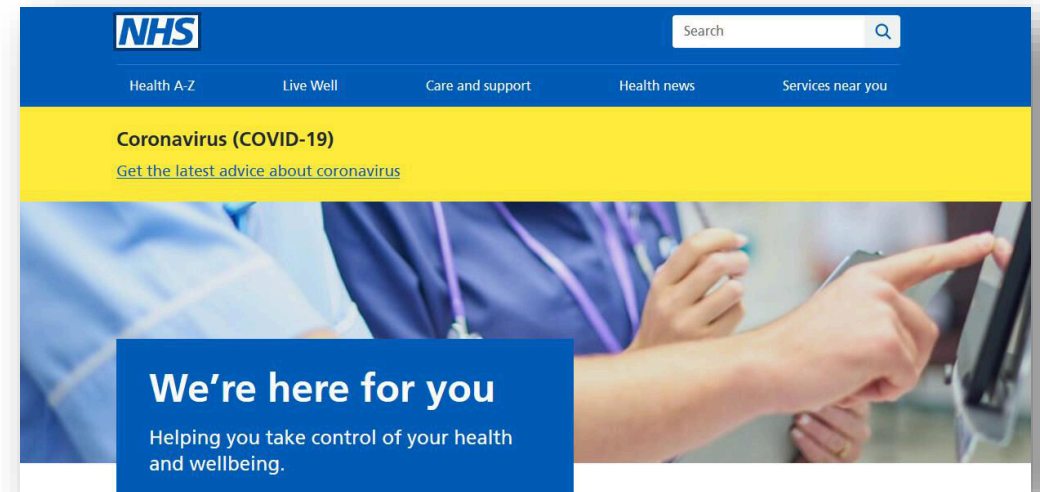 NHS
Search
Health A-Z
Live Well
Care and support
Health news
Services near you
Coronavirus (COVID-19)
Get the latest advice about coronavirus
We're here for you
Helping you take control of your health
and wellbeing.